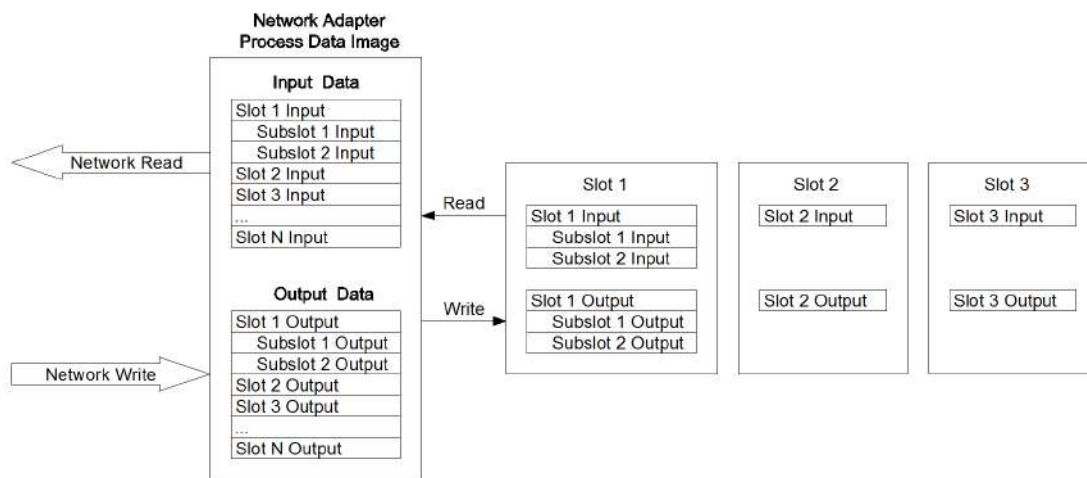 Network Adapter
Process Data Image
Input Data
Slot 1 Input
Subslot 1 Input
Subslot 2 Input
Slot 2 Input
Slot 3 Input
...
Slot N Input
Network Read
Output Data
Slot 1 Output
Subslot 1 Output
Subslot 2 Output
Slot 2 Output
Slot 3 Output
...
Slot N Output
Network Write
Read
Write
Slot 1
Slot 1 Input
Subslot 1 Input
Subslot 2 Input
Slot 1 Output
Subslot 1 Output
Subslot 2 Output
Slot 2
Slot 2 Input
Slot 2 Output
Slot 3
Slot 3 Input
Slot 3 Output